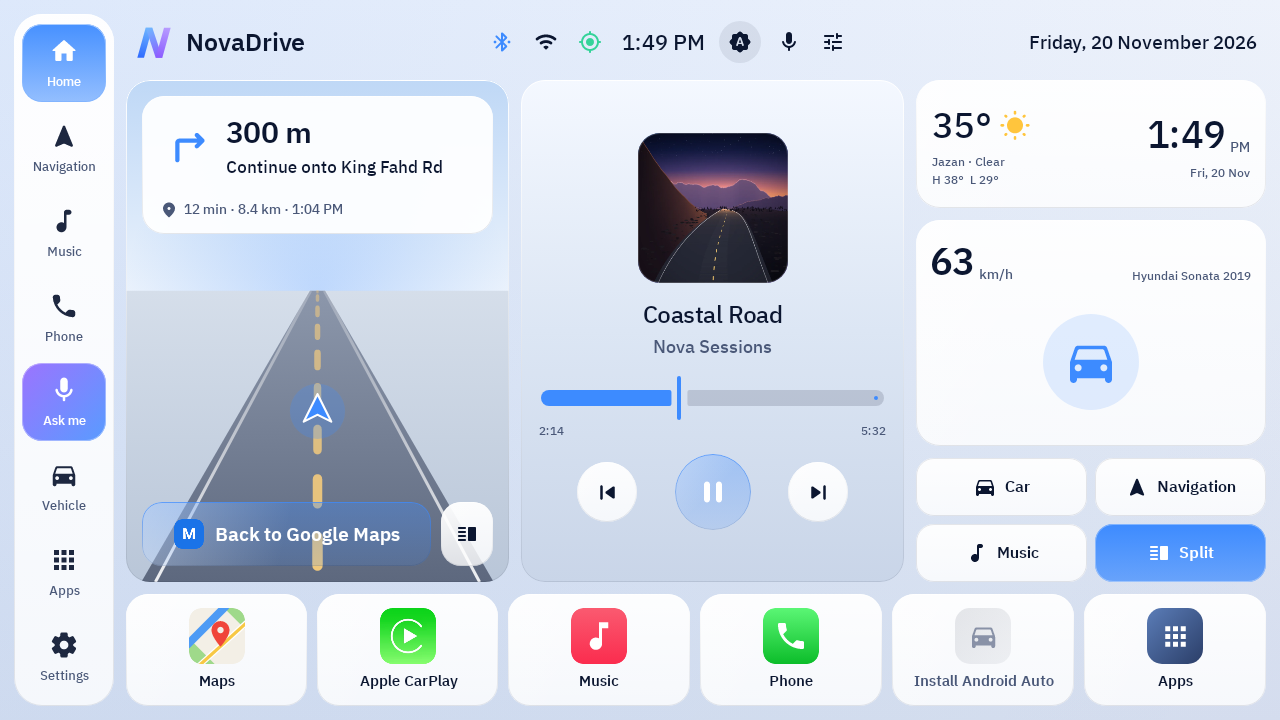 NovaDrive
1:49 PM
A
Friday, 20 November 2026
Home
Navigation
Music
Phone
Ask me
Vehicle
Apps
Settings
300 m
Continue onto King Fahd Rd
12 min · 8.4 km · 1:04 PM
M
Back to Google Maps
Coastal Road
Nova Sessions
2:14
5:32
35°
Jazan · Clear
H 38° L 29°
1:49 PM
Fri, 20 Nov
63 km/h
Hyundai Sonata 2019
Car
Navigation
Music
Split
Maps
Apple CarPlay
Music
Phone
Install Android Auto
Apps